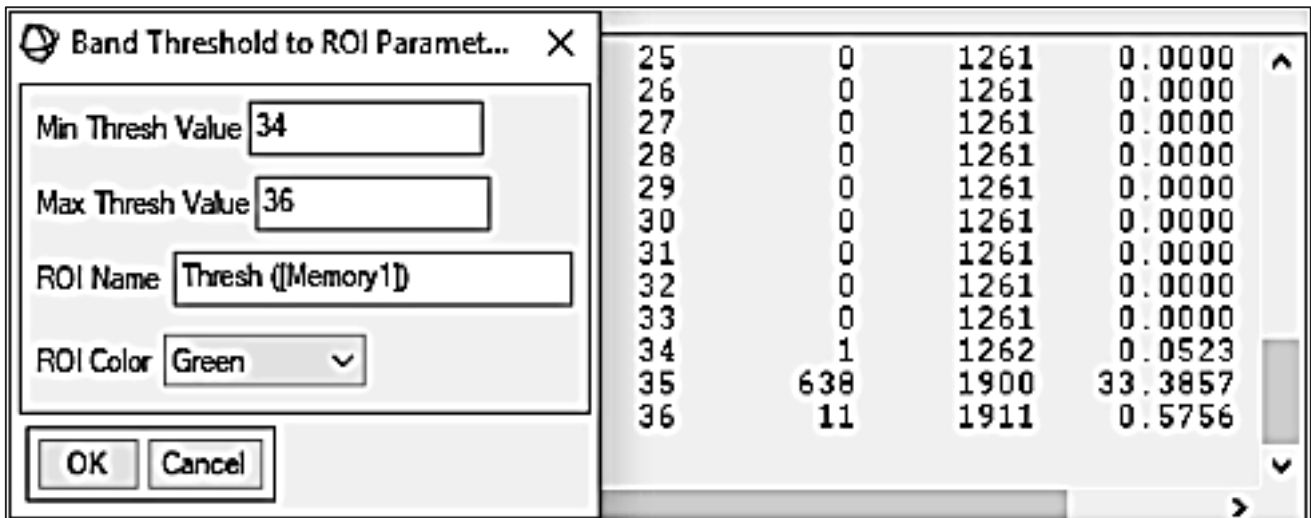 Band Threshold to ROI Paramet...
Min Thresh Value 34
Max Thresh Value 36
ROI Name Thresh ([Memory1])
ROI Color Green
OK Cancel
25 0 1261 0.0000
26 0 1261 0.0000
27 0 1261 0.0000
28 0 1261 0.0000
29 0 1261 0.0000
30 0 1261 0.0000
31 0 1261 0.0000
32 0 1261 0.0000
33 0 1261 0.0000
34 1 1262 0.0523
35 638 1900 33.3857
36 11 1911 0.5756